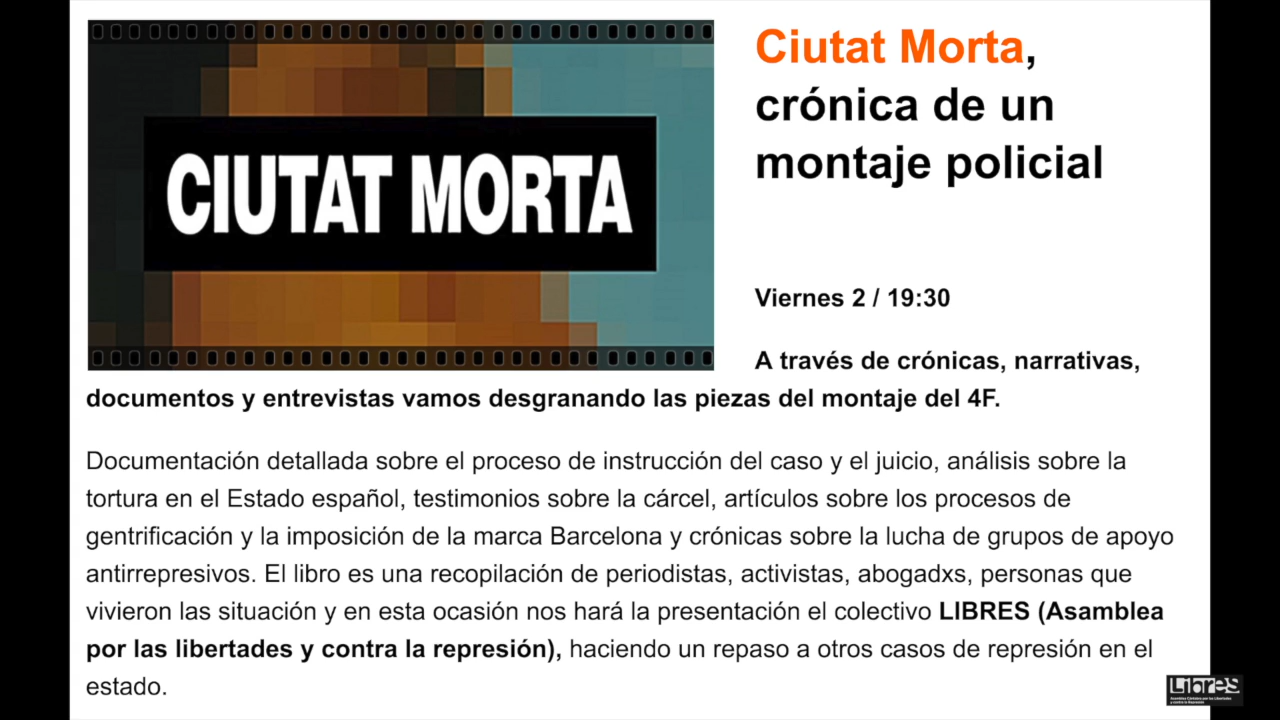 CIUTAT MORTA
Ciutat Morta,
crónica de un
montaje policial
Viernes 2 / 19:30
A través de crónicas, narrativas,
documentos y entrevistas vamos desgranando las piezas del montaje del 4F.
Documentación detallada sobre el proceso de instrucción del caso y el juicio, análisis sobre la
tortura en el Estado español, testimonios sobre la cárcel, artículos sobre los procesos de
gentrificación y la imposición de la marca Barcelona y crónicas sobre la lucha de grupos de apoyo
antirrepresivos. El libro es una recopilación de periodistas, activistas, abogadxs, personas que
vivieron las situación y en esta ocasión nos hará la presentación el colectivo LIBRES (Asamblea
por las libertades y contra la represión), haciendo un repaso a otros casos de represión en el
estado.
Libres